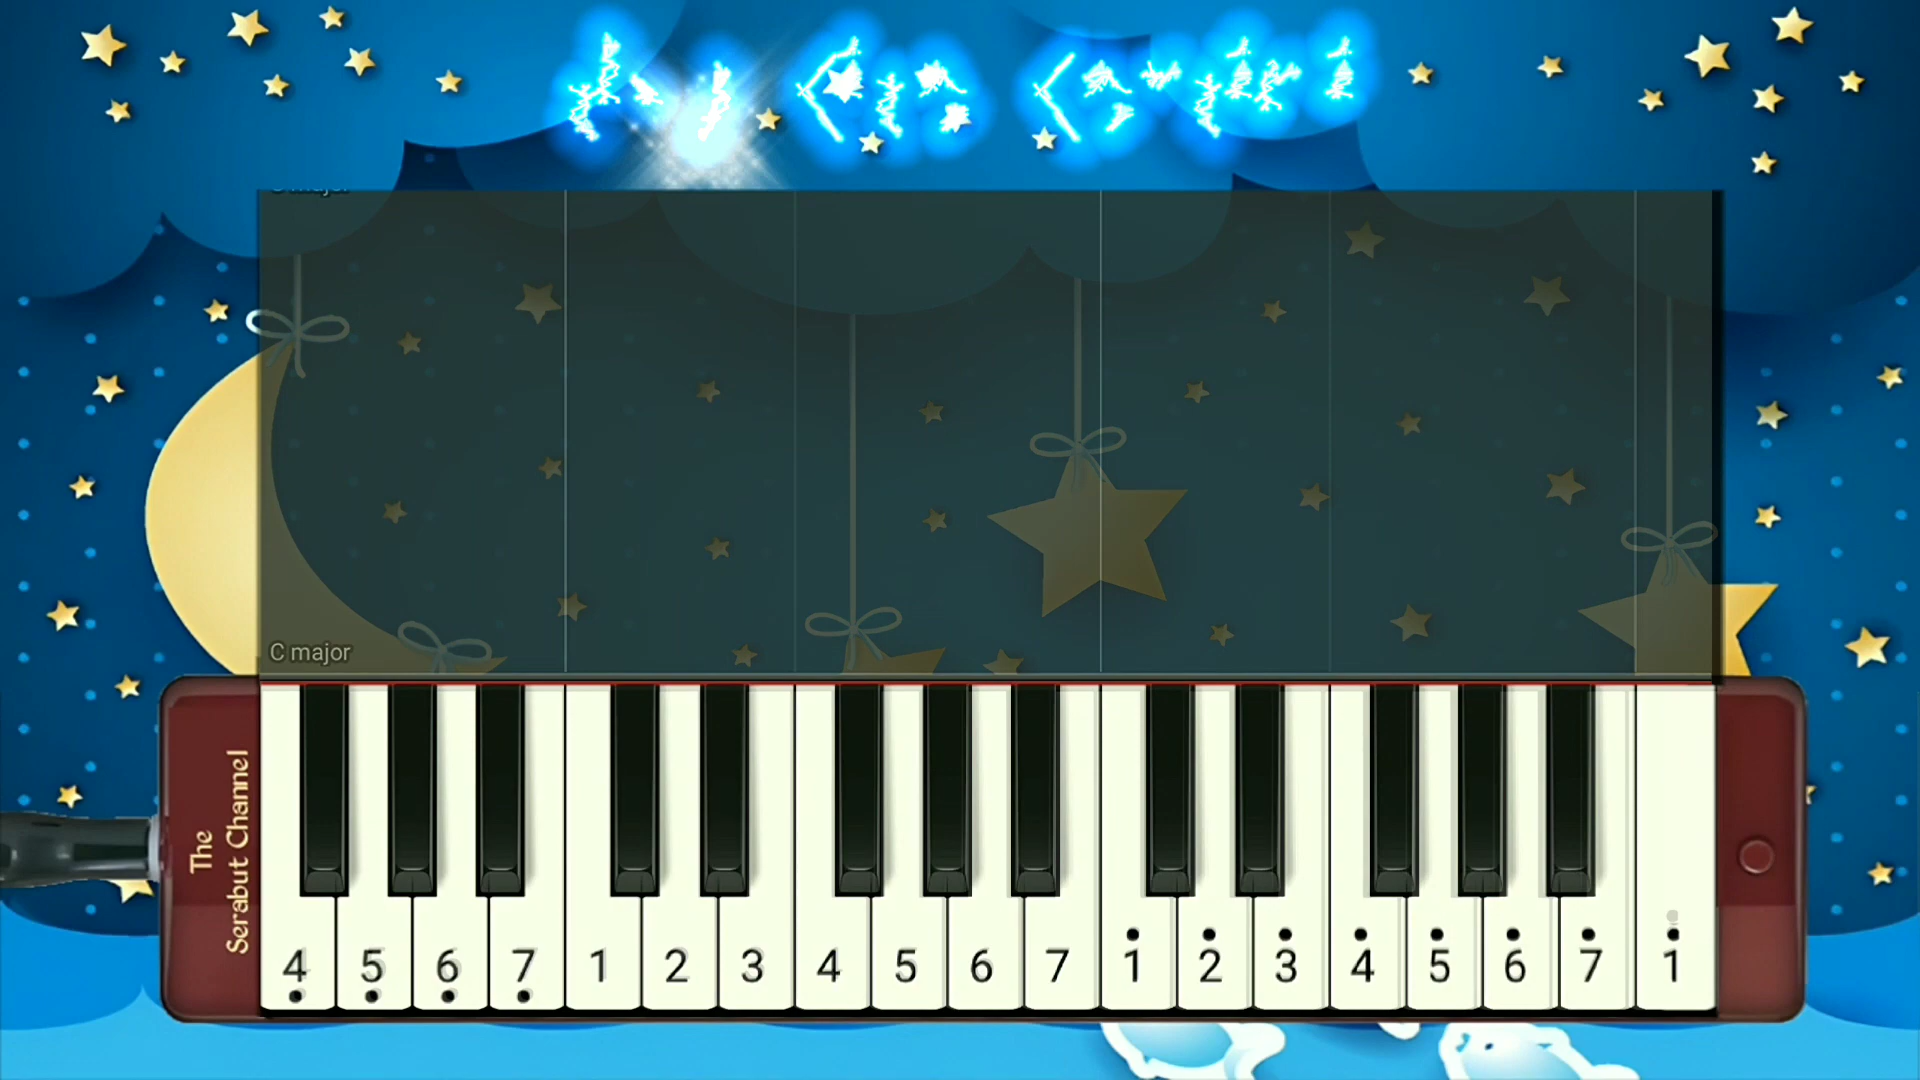 C major
The
Serabut Channel
4 5 6 7 1 2 3 4 5 6 7 1 2 3 4 5 6 7 1